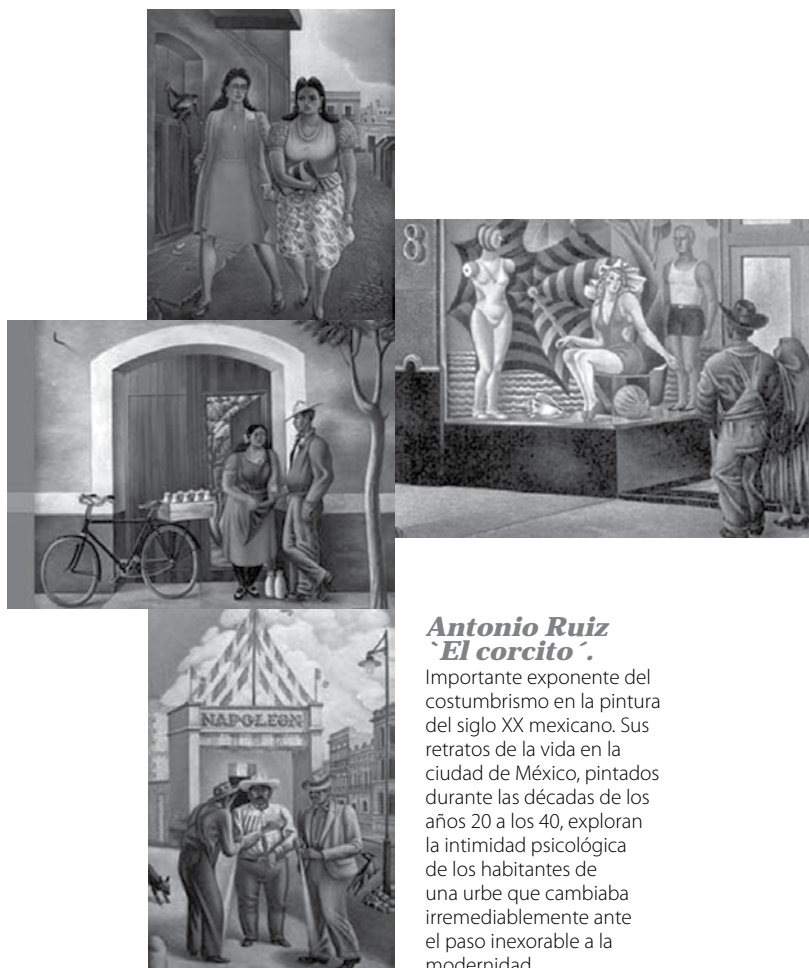 8
NAPOLEON
Antonio Ruiz
`El corcito´.
Importante exponente del
costumbrismo en la pintura
del siglo XX mexicano. Sus
retratos de la vida en la
ciudad de México, pintados
durante las décadas de los
años 20 a los 40, exploran
la intimidad psicológica
de los habitantes de
una urbe que cambiaba
irremediablemente ante
el paso inexorable a la
modernidad.